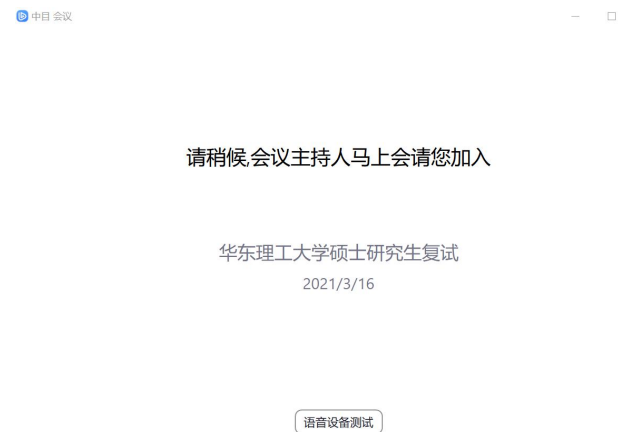 中目 会议
请稍候,会议主持人马上会请您加入
华东理工大学硕士研究生复试
2021/3/16
语音设备测试